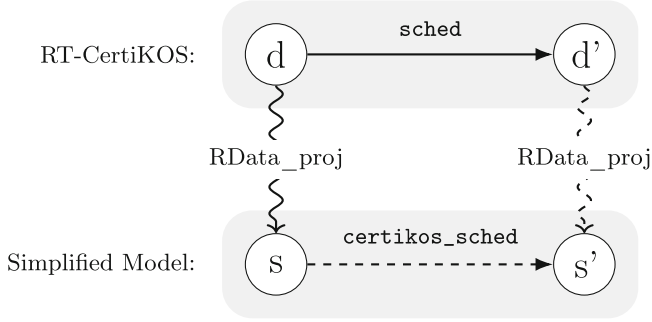 sched
RT-CertiKOS:
d
d'
RData_proj
RData_proj
certikos_sched
Simplified Model:
s
s'